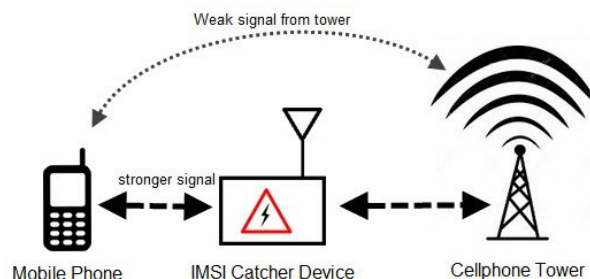 Weak signal from tower
stronger signal
Mobile Phone
IMSI Catcher Device
Cellphone Tower